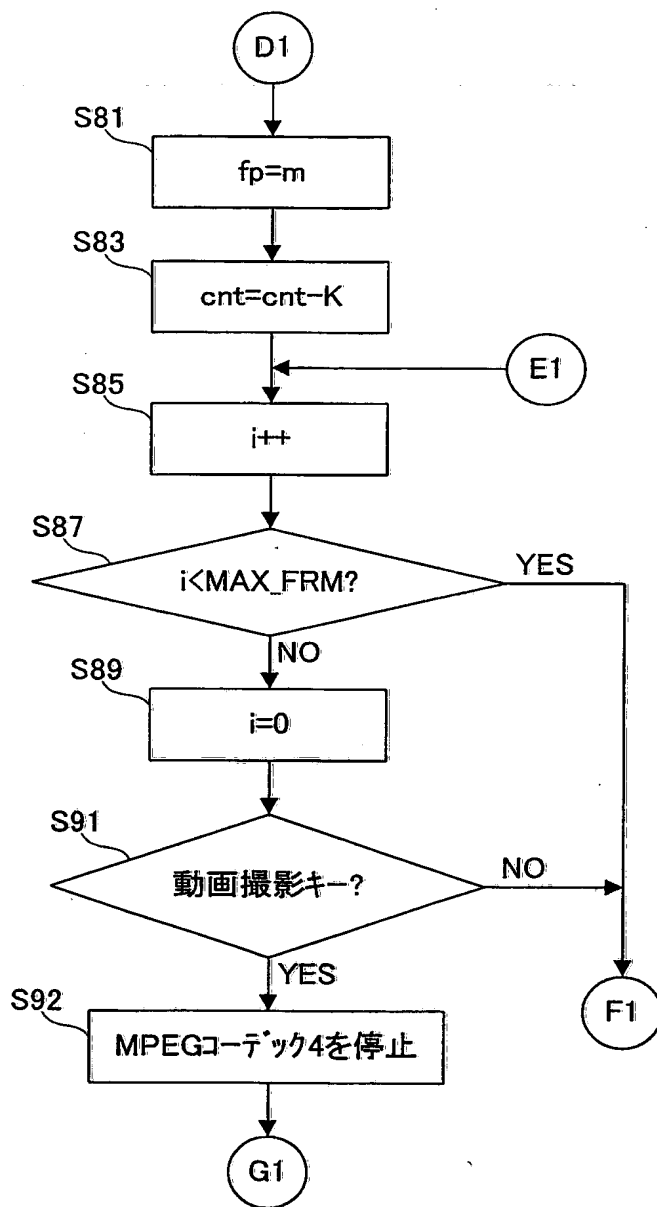 D1
S81
fp=m
S83
cnt=cnt-K
E1
S85
i++
S87
i<MAX_FRM?
YES
NO
S89
i=0
S91
動画撮影キー?
NO
YES
F1
S92
MPEGコーデック4を停止
G1